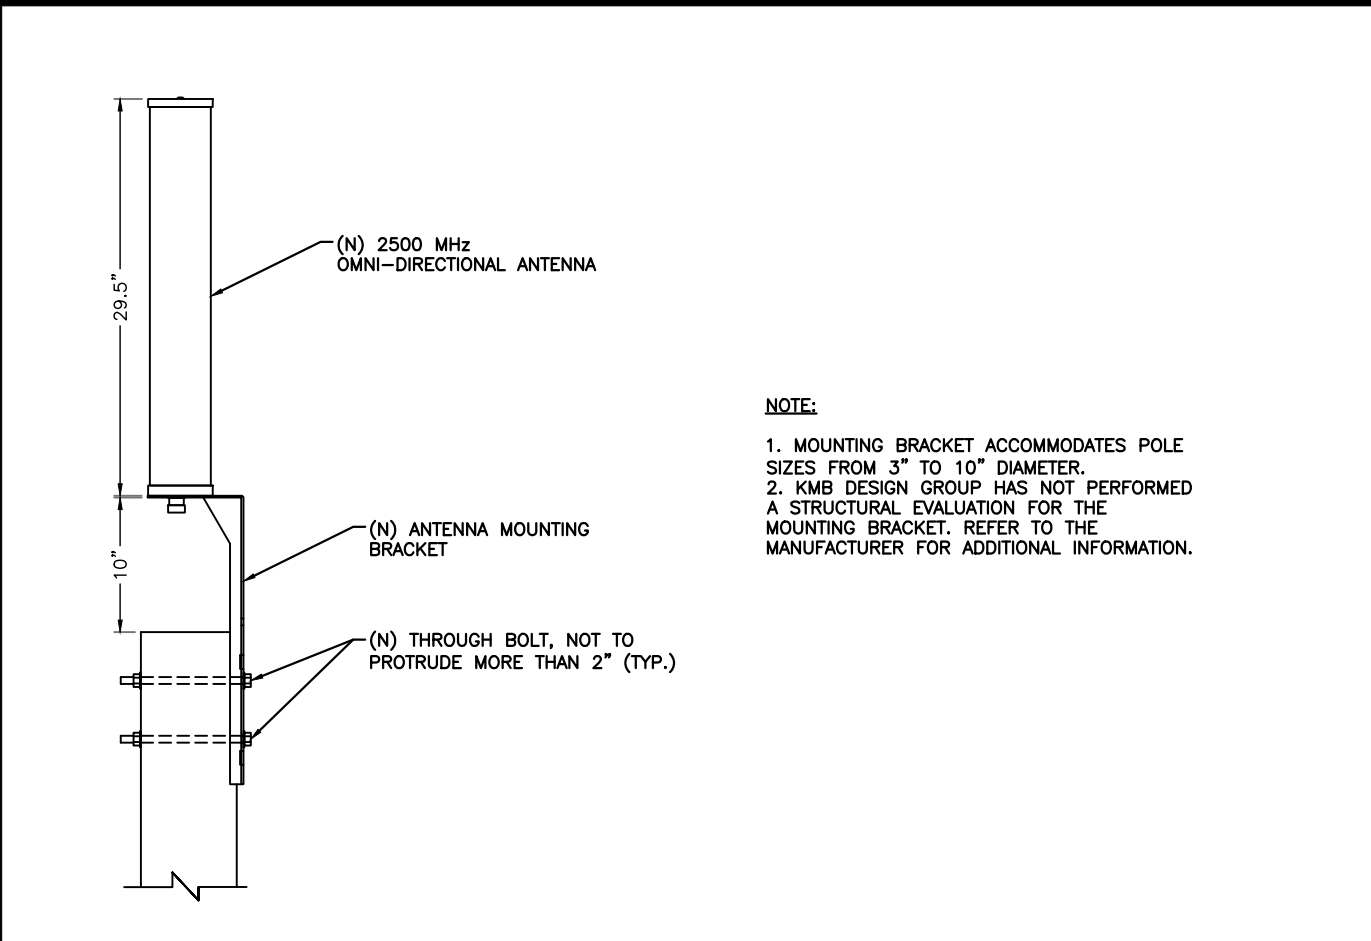 (N) 2500 MHz
OMNI-DIRECTIONAL ANTENNA
29.5"
NOTE:
1. MOUNTING BRACKET ACCOMMODATES POLE
SIZES FROM 3" TO 10" DIAMETER.
2. KMB DESIGN GROUP HAS NOT PERFORMED
A STRUCTURAL EVALUATION FOR THE
MOUNTING BRACKET. REFER TO THE
MANUFACTURER FOR ADDITIONAL INFORMATION.
(N) ANTENNA MOUNTING
BRACKET
10"
(N) THROUGH BOLT, NOT TO
PROTRUDE MORE THAN 2" (TYP.)